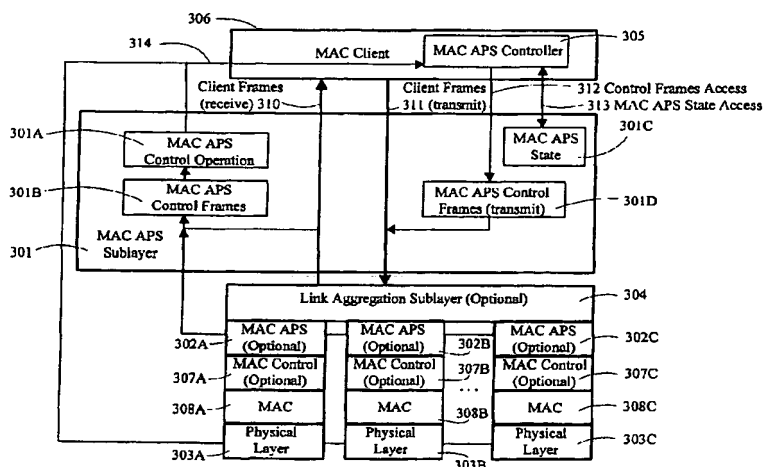 306
314
MAC Client
MAC APS Controller
305
Client Frames
(receive) 310
Client Frames
311 (transmit)
312 Control Frames Access
313 MAC APS State Access
301A
MAC APS
Control Operation
MAC APS
State
301C
301B
MAC APS
Control Frames
MAC APS Control
Frames (transmit)
301D
MAC APS
Sublayer
301
Link Aggregation Sublayer (Optional)
304
302A
MAC APS
(Optional)
MAC APS
(Optional)
302B
MAC APS
(Optional)
302C
307A
MAC Control
(Optional)
MAC Control
(Optional)
307B
MAC Control
(Optional)
307C
...
308A
MAC
MAC
308B
MAC
308C
303A
Physical
Layer
Physical
Layer
303B
Physical
Layer
303C